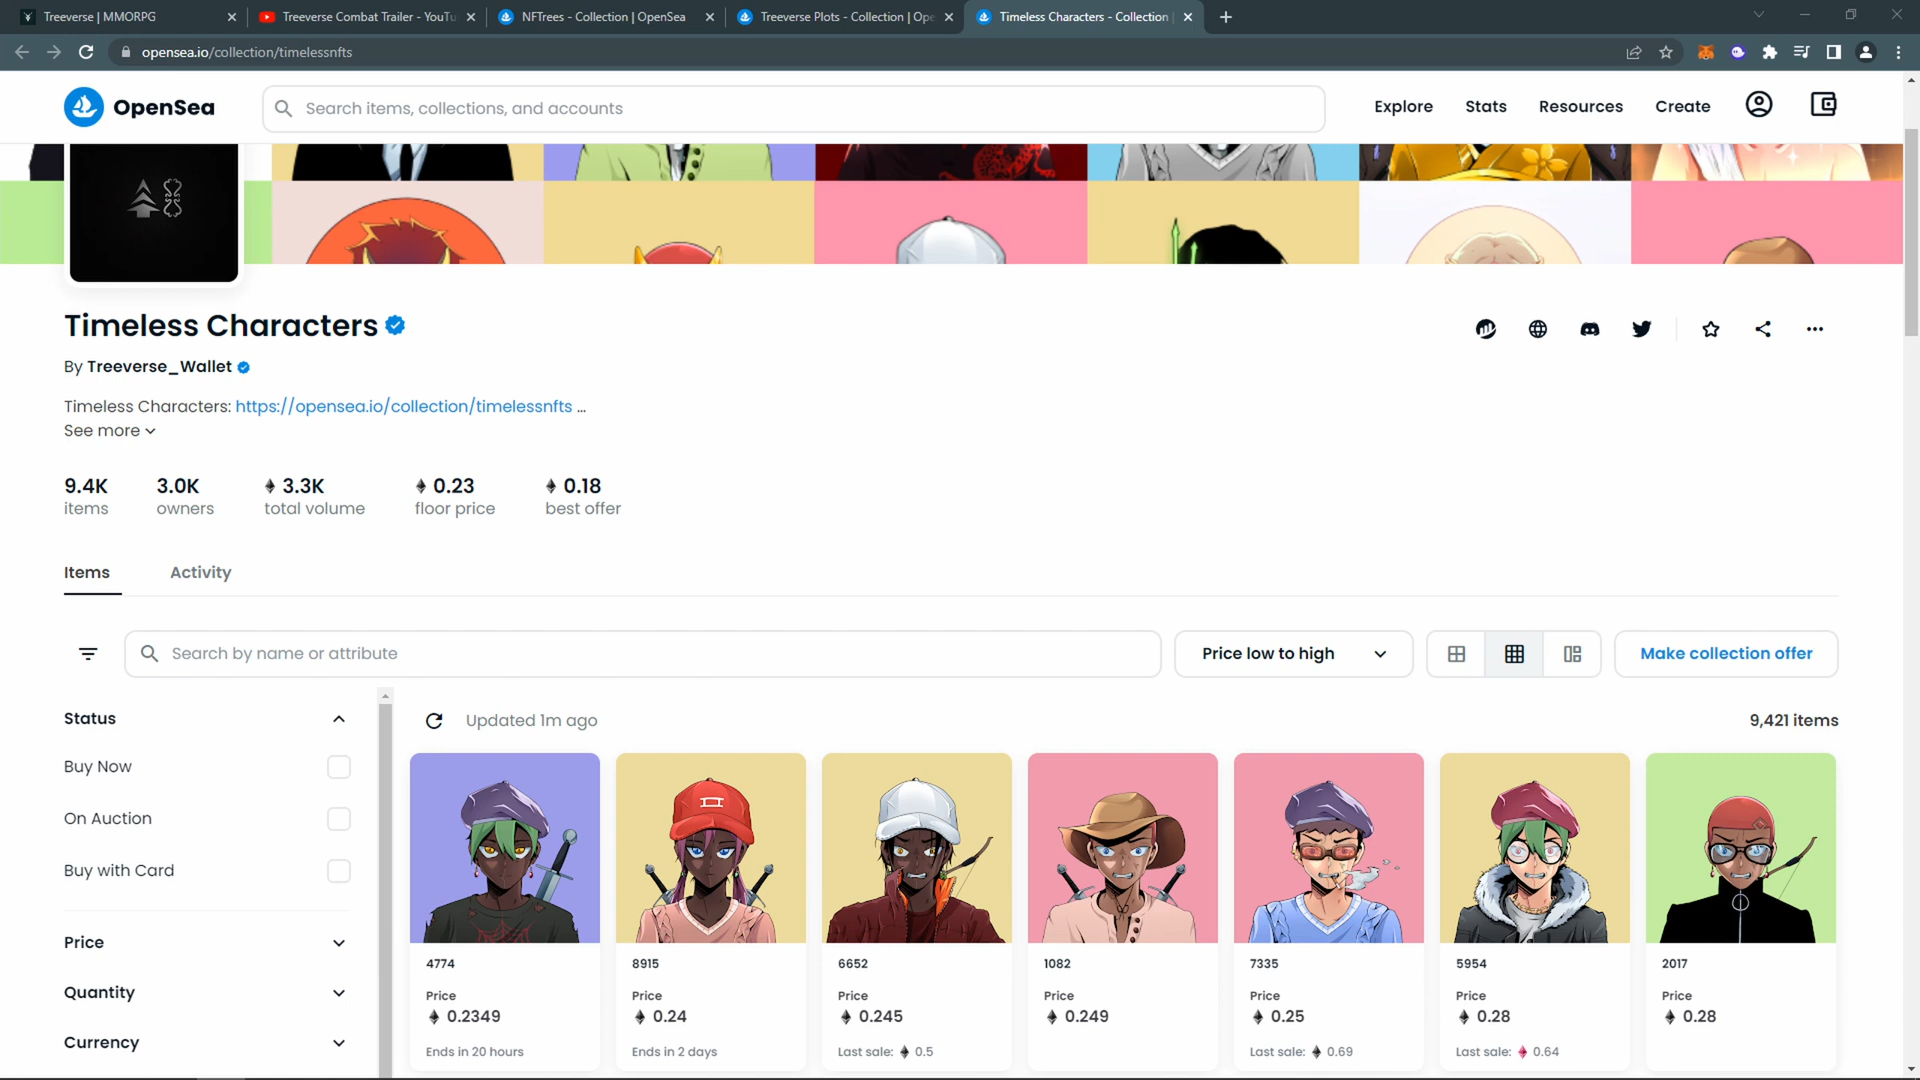 Treeverse | MMORPG
Treeverse Combat Trailer - YouTu
NFTrees - Collection | OpenSea
Treeverse Plots - Collection | Ope
Timeless Characters - Collection |
opensea.io/collection/timelessnfts
OpenSea
Search items, collections, and accounts
Explore
Stats
Resources
Create
Timeless Characters
By Treeverse_Wallet
Timeless Characters: https://opensea.io/collection/timelessnfts ...
See more
9.4K
items
3.0K
owners
3.3K
total volume
0.23
floor price
0.18
best offer
Items
Activity
Search by name or attribute
Price low to high
Make collection offer
Status
Buy Now
On Auction
Buy with Card
Price
Quantity
Currency
Updated 1m ago
9,421 items
4774
Price
0.2349
Ends in 20 hours
8915
Price
0.24
Ends in 2 days
6652
Price
0.245
Last sale: 0.5
1082
Price
0.249
7335
Price
0.25
Last sale: 0.69
5954
Price
0.28
Last sale: 0.64
2017
Price
0.28